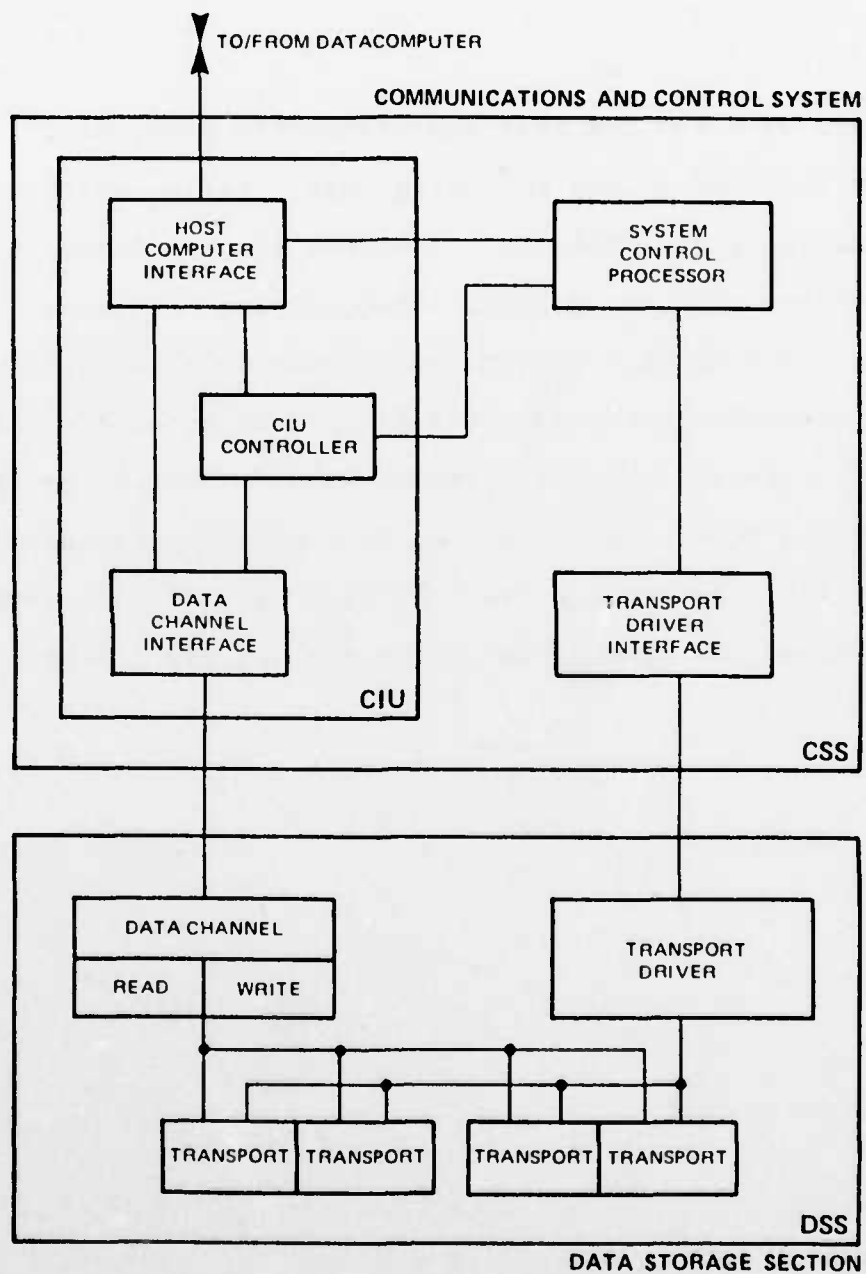 TO/FROM DATACOMPUTER
COMMUNICATIONS AND CONTROL SYSTEM
HOST
COMPUTER
INTERFACE
SYSTEM
CONTROL
PROCESSOR
CIU
CONTROLLER
DATA
CHANNEL
INTERFACE
TRANSPORT
DRIVER
INTERFACE
CIU
CSS
DATA CHANNEL
READ
WRITE
TRANSPORT
DRIVER
TRANSPORT
TRANSPORT
TRANSPORT
TRANSPORT
DSS
DATA STORAGE SECTION